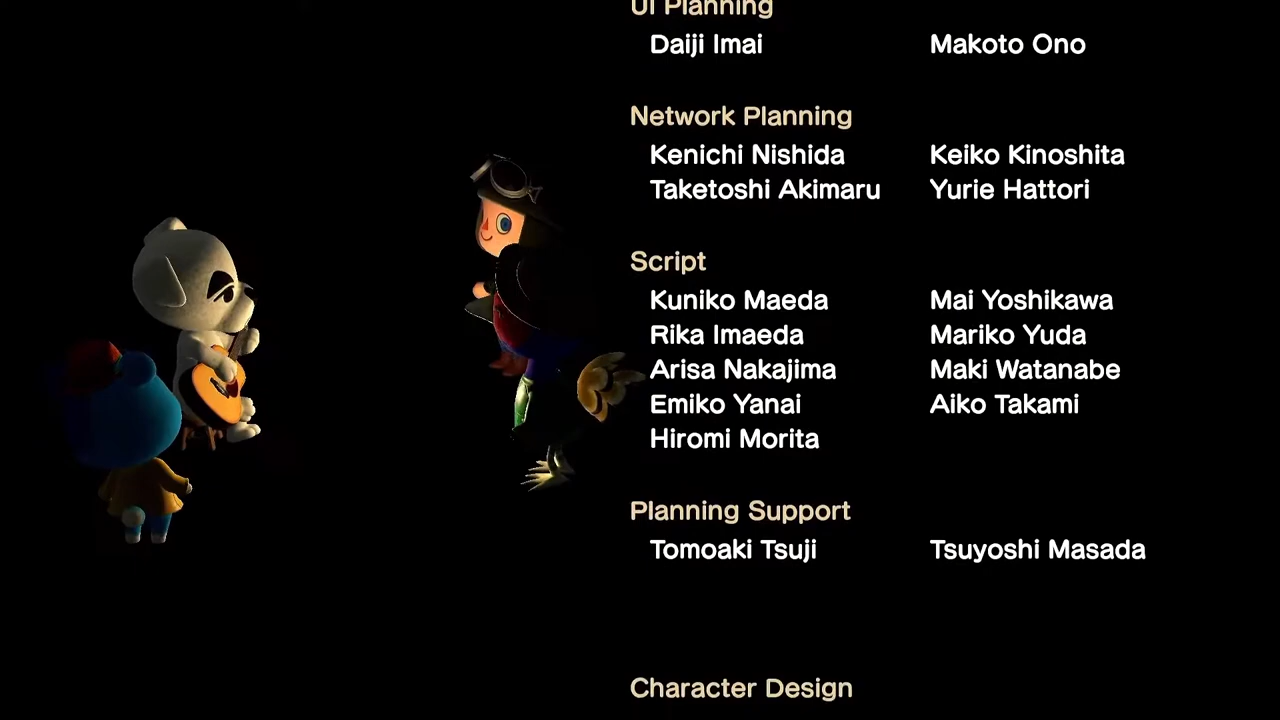 UI Planning
Daiji Imai Makoto Ono
Network Planning
Kenichi Nishida Keiko Kinoshita
Taketoshi Akimaru Yurie Hattori
Script
Kuniko Maeda Mai Yoshikawa
Rika Imaeda Mariko Yuda
Arisa Nakajima Maki Watanabe
Emiko Yanai Aiko Takami
Hiromi Morita
Planning Support
Tomoaki Tsuji Tsuyoshi Masada
Character Design